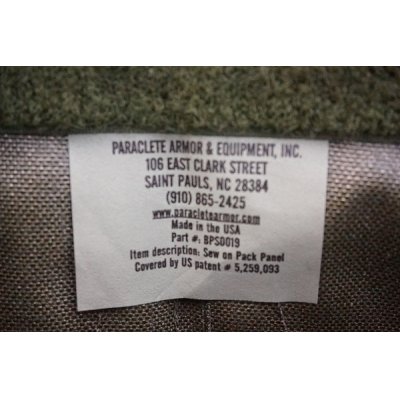 PARACLETE ARMOR & EQUIPMENT, INC.
106 EAST CLARK STREET
SAINT PAULS, NC 28384
(910) 865-2425
www.paracletearmor.com
Made in the USA
Part #: BPS0019
Item description: Sew on Pack Panel
Covered by US patent # 5,259,093